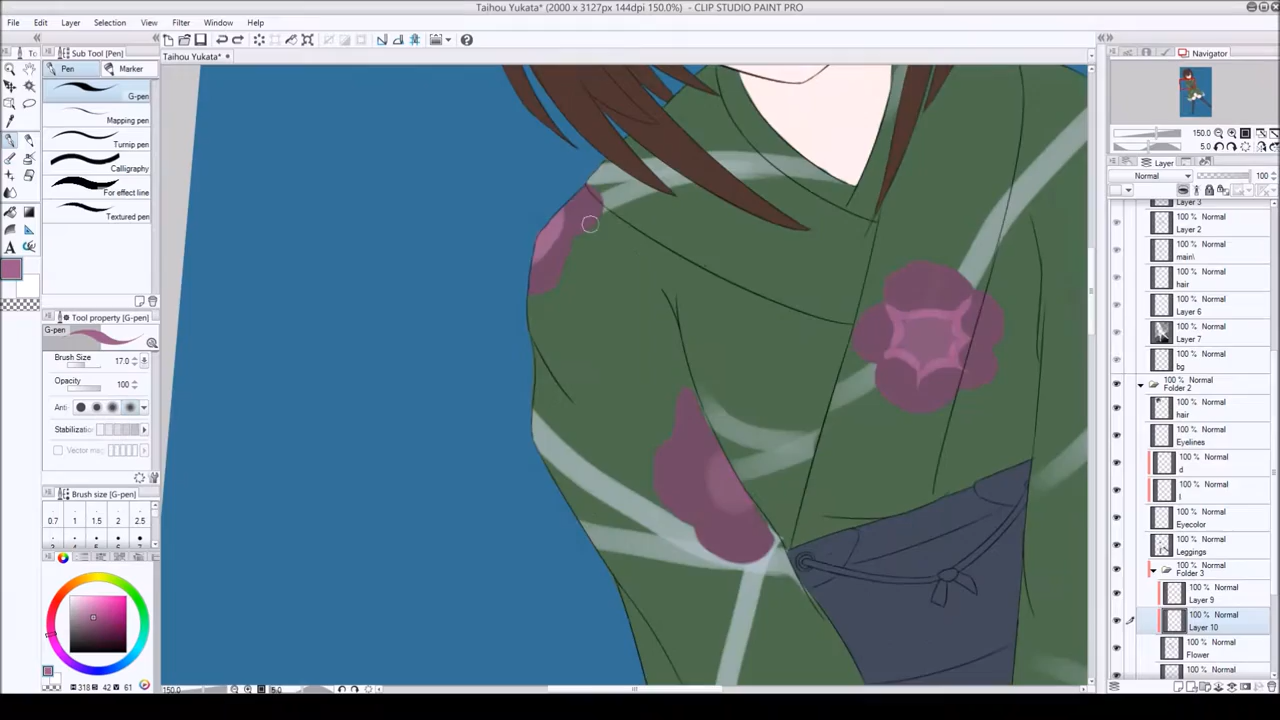 Taihou Yukata* (2000 x 3127px 144dpi 150.0%) - CLIP STUDIO PAINT PRO
File Edit Layer Selection View Filter Window Help
Taihou Yukata*
Sub Tool [Pen]
Pen Marker
G-pen
Mapping pen
Turnip pen
Calligraphy
For effect line
Textured pen
Tool property [G-pen]
G-pen
Brush Size 17.0
Opacity 100
Anti-
Stabilization
Vector mag
Brush size [G-pen]
0.7 1 1.5 2 2.5
318 42 61
150.0 5.0
Navigator
150.0
5.0
Layer
Normal 100
Layer 3
100 % Normal
Layer 2
100 % Normal
main\
100 % Normal
hair
100 % Normal
Layer 6
100 % Normal
Layer 7
100 % Normal
bg
100 % Normal
Folder 2
100 % Normal
hair
100 % Normal
Eyelines
100 % Normal
d
100 % Normal
l
100 % Normal
Eyecolor
100 % Normal
Leggings
100 % Normal
Folder 3
100 % Normal
Layer 9
100 % Normal
Layer 10
100 % Normal
Flower
100 % Normal